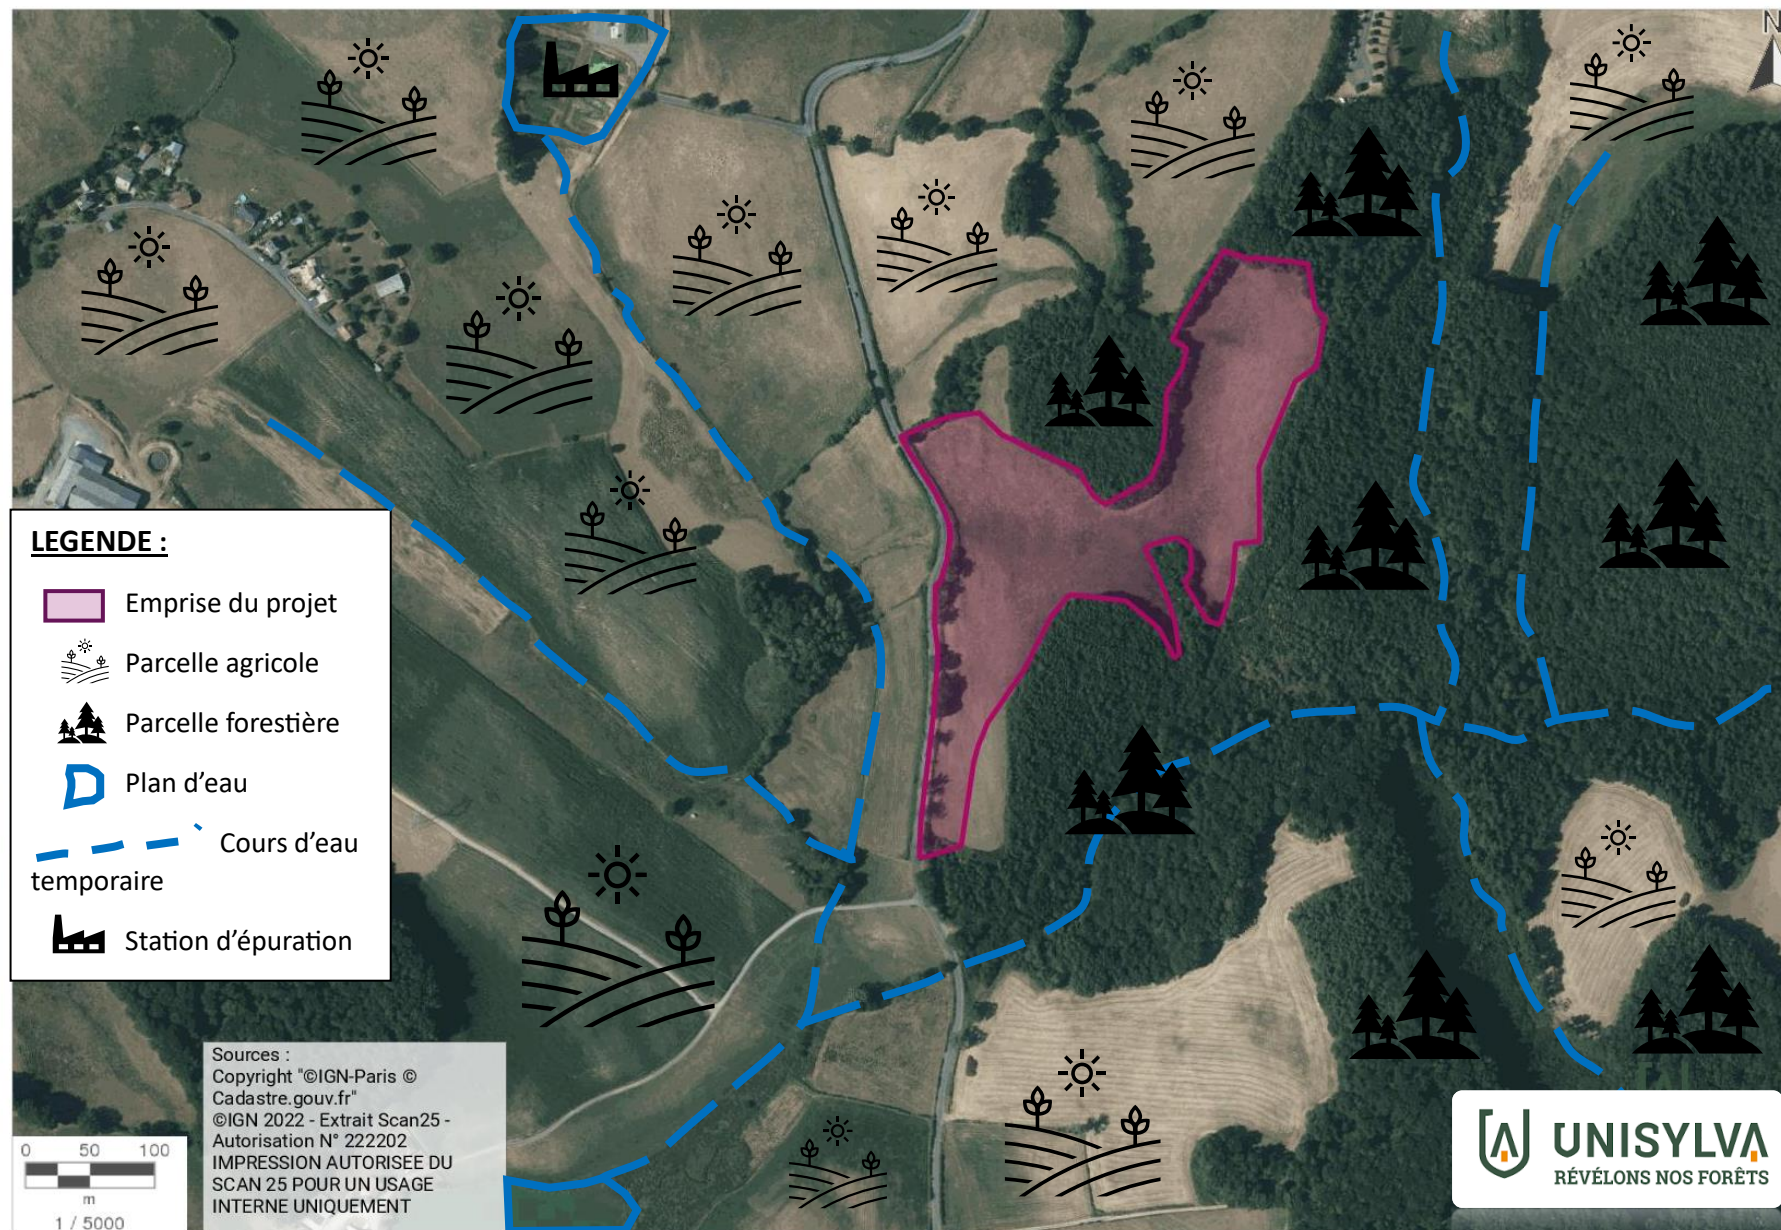 N
LEGENDE :
Emprise du projet
Parcelle agricole
Parcelle forestière
Plan d'eau
Cours d'eau
temporaire
Station d'épuration
Sources :
Copyright "©IGN-Paris ©
Cadastre.gouv.fr"
©IGN 2022 - Extrait Scan25 -
Autorisation N° 222202
IMPRESSION AUTORISEE DU
SCAN 25 POUR UN USAGE
INTERNE UNIQUEMENT
0 50 100
m
1 / 5000
UNISYLVA
RÉVÉLONS NOS FORÊTS